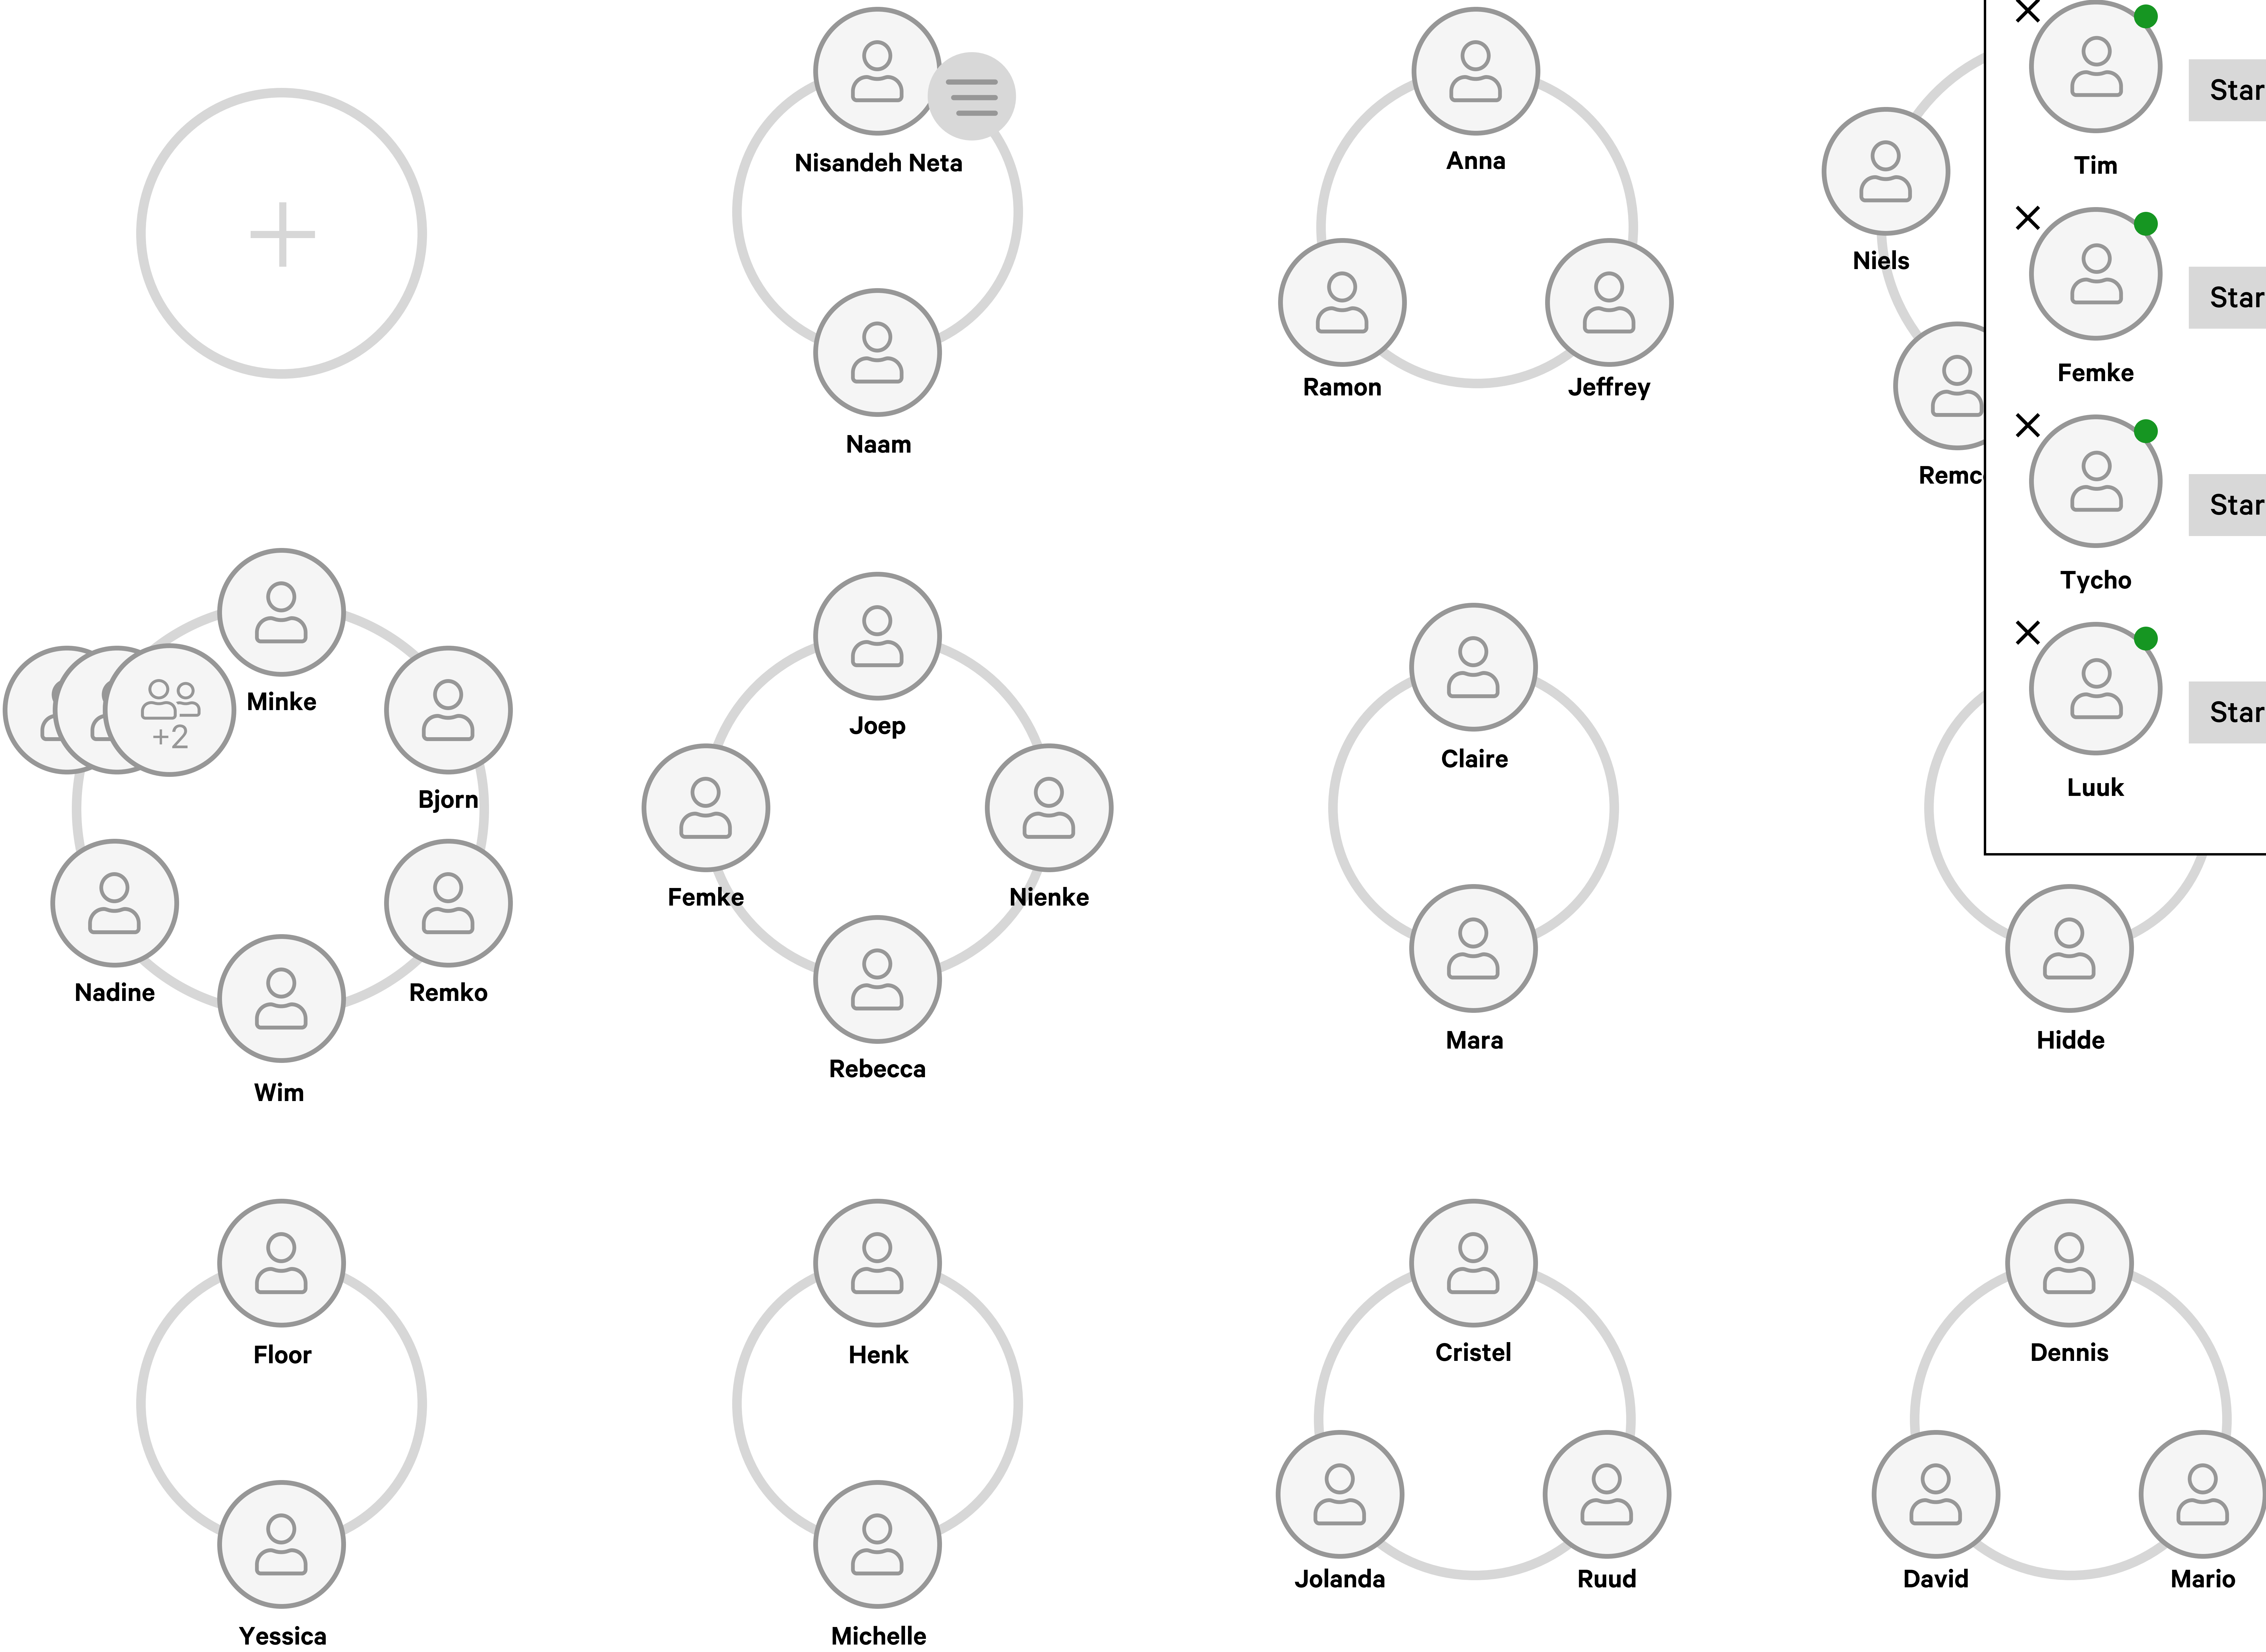 Nisandeh Neta
Naam
Anna
Ramon
Jeffrey
Niels
Remc
Tim
Star
Femke
Star
Tycho
Star
Luuk
Star
Minke
+2
Bjorn
Nadine
Remko
Wim
Joep
Femke
Nienke
Rebecca
Claire
Mara
Hidde
Floor
Yessica
Henk
Michelle
Cristel
Jolanda
Ruud
Dennis
David
Mario